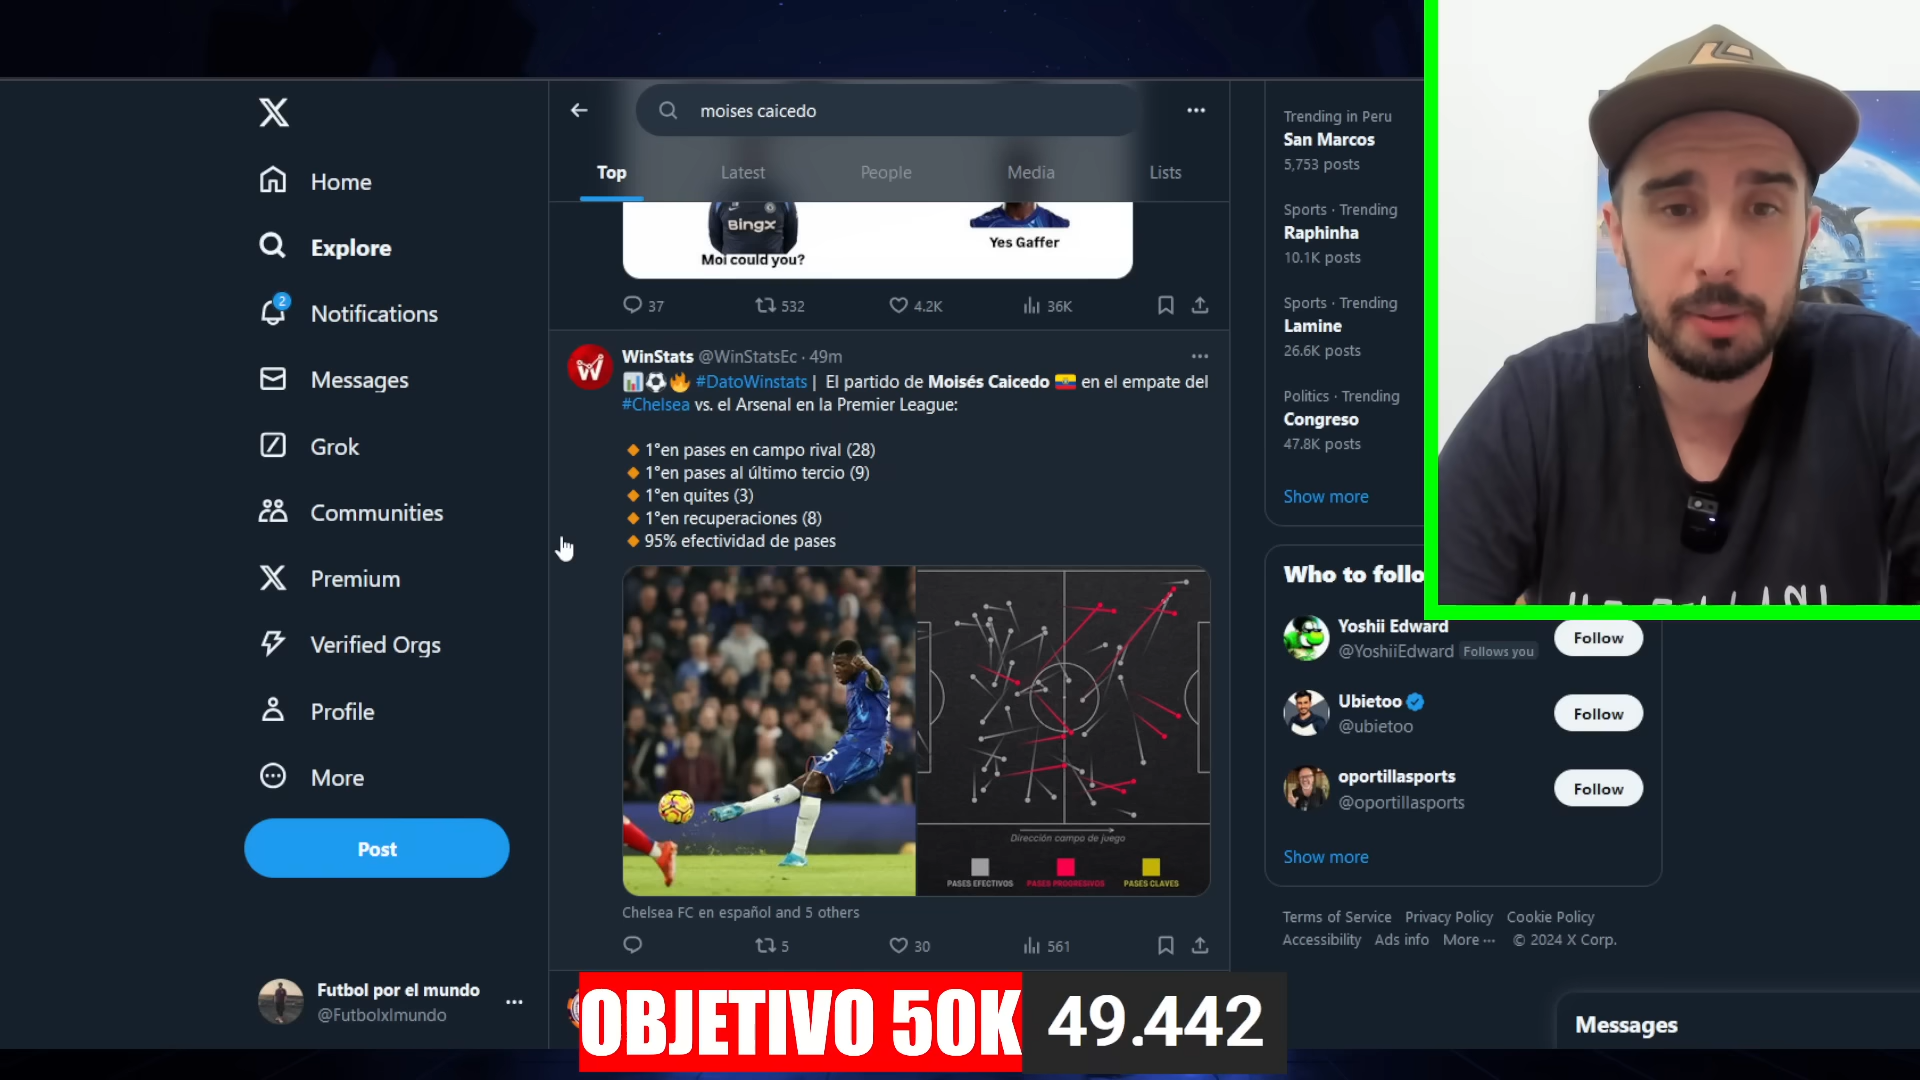 Home
Explore
2
Notifications
Messages
Grok
Communities
Premium
Verified Orgs
Profile
More
Post
Futbol por el mundo
@Futbolxlmundo
moises caicedo
Top
Latest
People
Media
Lists
BingX
Moi could you?
Yes Gaffer
37
532
4.2K
36K
WinStats @WinStatsEc · 49m
#DatoWinstats | El partido de Moisés Caicedo en el empate del
#Chelsea vs. el Arsenal en la Premier League:
1°en pases en campo rival (28)
1°en pases al último tercio (9)
1°en quites (3)
1°en recuperaciones (8)
95% efectividad de pases
Dirección campo de juego
PASES EFECTIVOS
PASES PROGRESIVOS
PASES CLAVES
Chelsea FC en español and 5 others
5
30
561
OBJETIVO 50K
49.442
Trending in Peru
San Marcos
5,753 posts
Sports · Trending
Raphinha
10.1K posts
Sports · Trending
Lamine
26.6K posts
Politics · Trending
Congreso
47.8K posts
Show more
Who to follo
Yoshii Edward
@YoshiiEdward Follows you
Follow
Ubietoo
@ubietoo
Follow
oportillasports
@oportillasports
Follow
Show more
Terms of Service Privacy Policy Cookie Policy
Accessibility Ads info More ··· © 2024 X Corp.
Messages